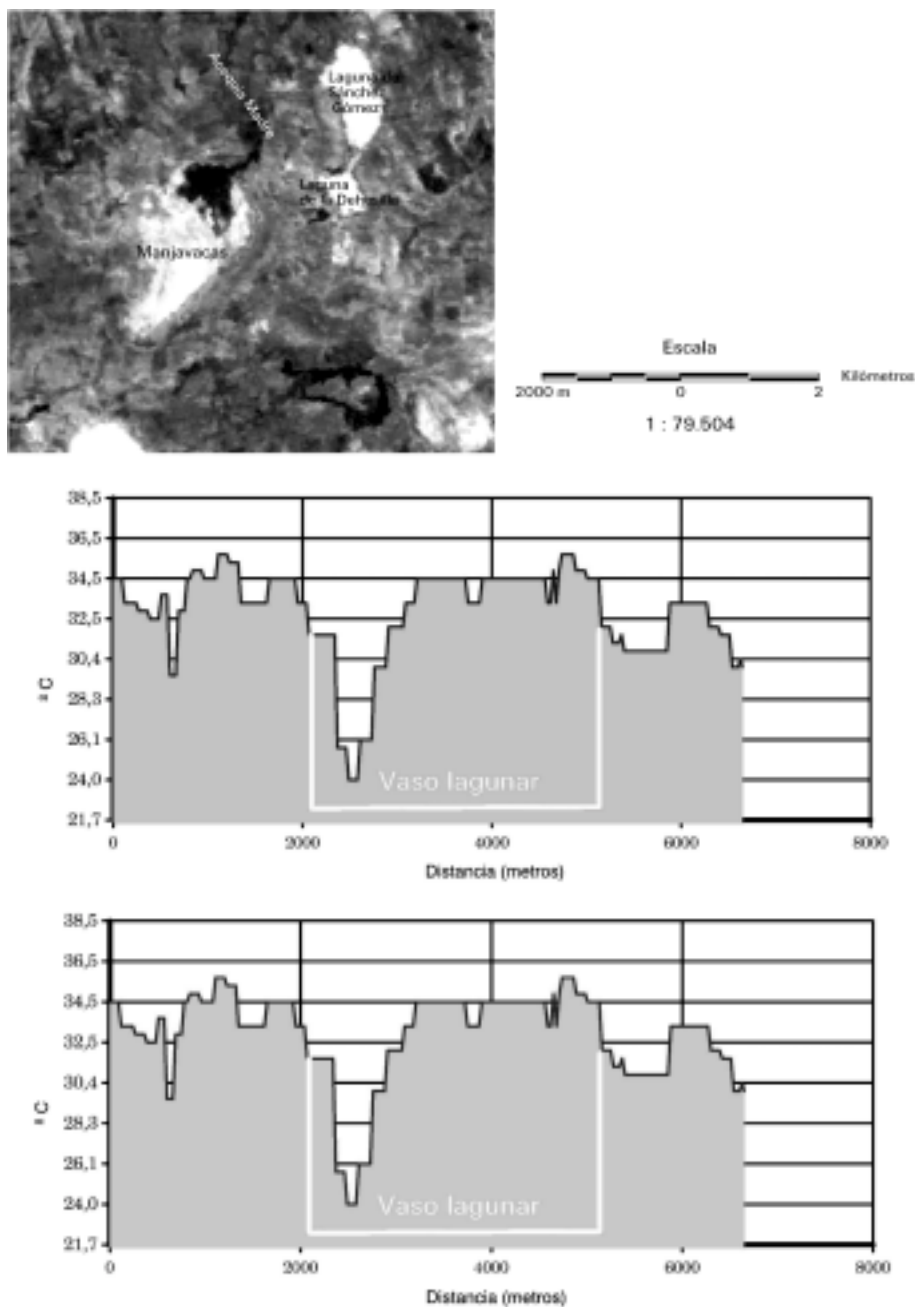 Acequia Madre
Laguna de
Sánchez
Gómez
Laguna
de la Dehesilla
Manjavacas
Escala
Kilómetros
2000 m 0 2
1 : 79.504
38,5
36,5
34,5
32,5
30,4
28,3
26,1
24,0
21,7
º C
Vaso lagunar
0 2000 4000 6000 8000
Distancia (metros)
38,5
36,5
34,5
32,5
30,4
28,3
26,1
24,0
21,7
º C
Vaso lagunar
0 2000 4000 6000 8000
Distancia (metros)